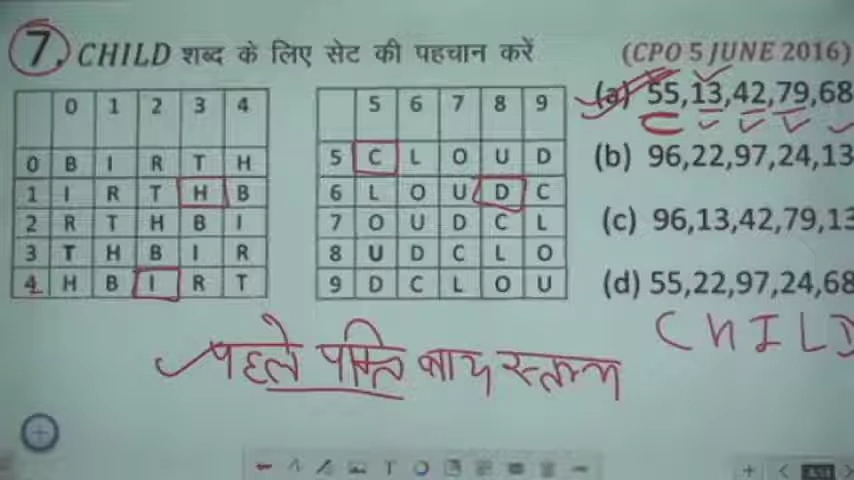 7. CHILD शब्द के लिए सेट की पहचान करें (CPO 5 JUNE 2016)
0 1 2 3 4
0 B I R T H
1 I R T H B
2 R T H B I
3 T H B I R
4 H B I R T
5 6 7 8 9
5 C L O U D
6 L O U D C
7 O U D C L
8 U D C L O
9 D C L O U
(a) 55,13,42,79,68
(b) 96,22,97,24,13
(c) 96,13,42,79,13
(d) 55,22,97,24,68
CHILD
पहले पंक्ति बाद स्तम्भ